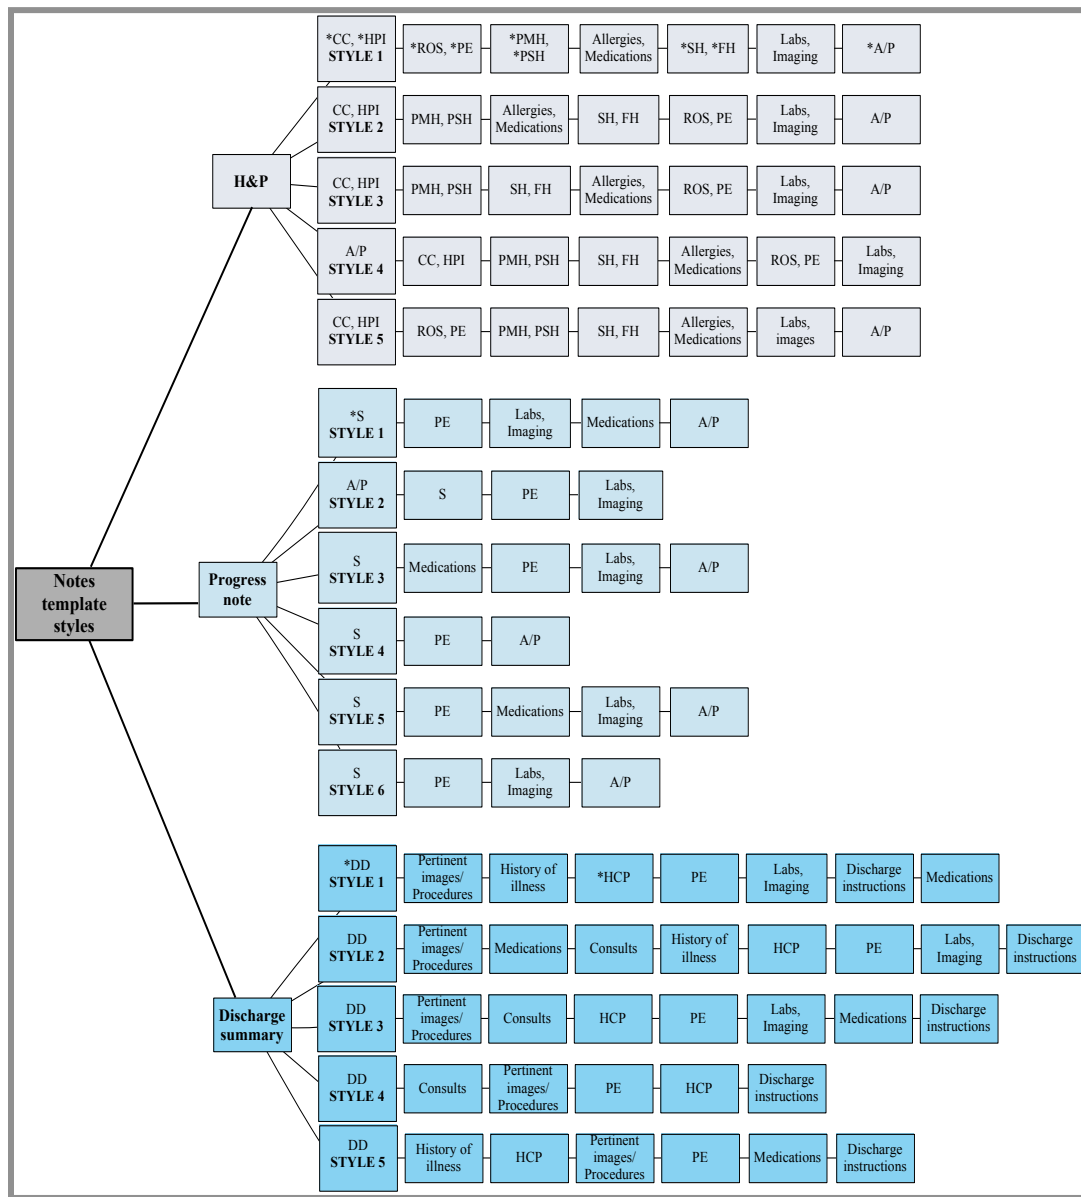 *CC, *HPI
STYLE 1
*ROS, *PE
*PMH,
*PSH
Allergies,
Medications
*SH, *FH
Labs,
Imaging
*A/P
CC, HPI
STYLE 2
PMH, PSH
Allergies,
Medications
SH, FH
ROS, PE
Labs,
Imaging
A/P
H&P
CC, HPI
STYLE 3
PMH, PSH
SH, FH
Allergies,
Medications
ROS, PE
Labs,
Imaging
A/P
A/P
STYLE 4
CC, HPI
PMH, PSH
SH, FH
Allergies,
Medications
ROS, PE
Labs,
Imaging
CC, HPI
STYLE 5
ROS, PE
PMH, PSH
SH, FH
Allergies,
Medications
Labs,
images
A/P
*S
STYLE 1
PE
Labs,
Imaging
Medications
A/P
A/P
STYLE 2
S
PE
Labs,
Imaging
Notes
template
styles
Progress
note
S
STYLE 3
Medications
PE
Labs,
Imaging
A/P
S
STYLE 4
PE
A/P
S
STYLE 5
PE
Medications
Labs,
Imaging
A/P
S
STYLE 6
PE
Labs,
Imaging
A/P
*DD
STYLE 1
Pertinent
images/
Procedures
History of
illness
*HCP
PE
Labs,
Imaging
Discharge
instructions
Medications
DD
STYLE 2
Pertinent
images/
Procedures
Medications
Consults
History of
illness
HCP
PE
Labs,
Imaging
Discharge
instructions
Discharge
summary
DD
STYLE 3
Pertinent
images/
Procedures
Consults
HCP
PE
Labs,
Imaging
Medications
Discharge
instructions
DD
STYLE 4
Consults
Pertinent
images/
Procedures
PE
HCP
Discharge
instructions
DD
STYLE 5
History of
illness
HCP
Pertinent
images/
Procedures
PE
Medications
Discharge
instructions